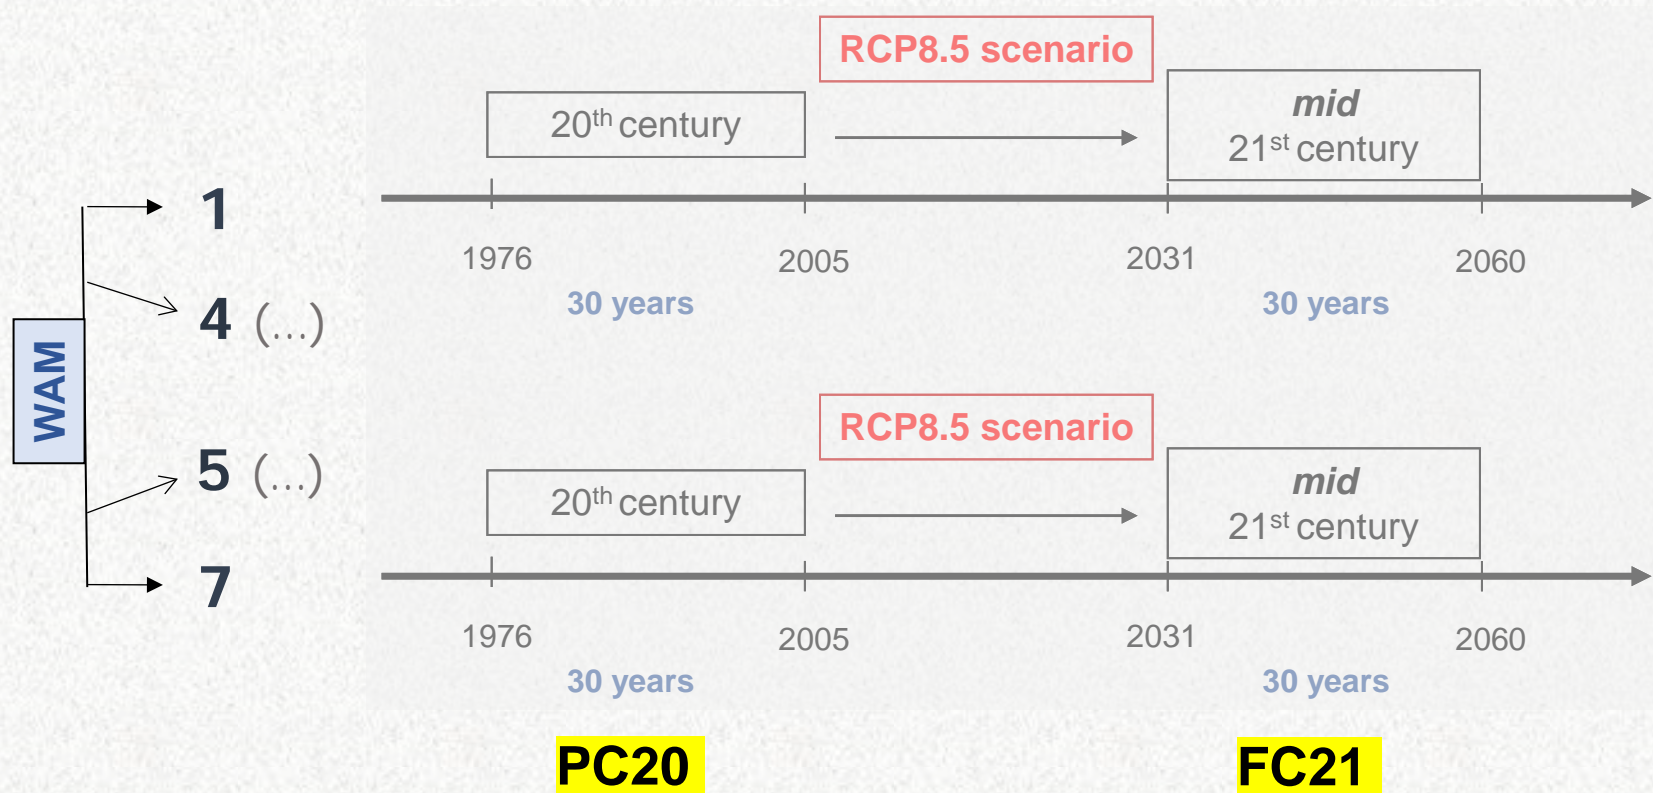 RCP8.5 scenario
20th century
mid
21st century
1976
2005
2031
2060
30 years
30 years
WAM
1
4 (...)
5 (...)
7
RCP8.5 scenario
20th century
mid
21st century
1976
2005
2031
2060
30 years
30 years
PC20
FC21